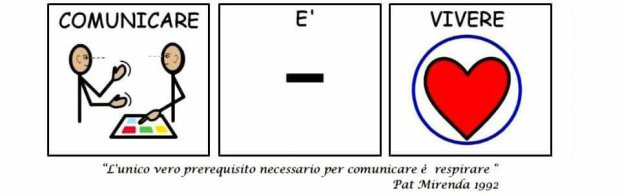 COMUNICARE
E'
VIVERE
"L'unico vero prerequisito necessario per comunicare è respirare "
Pat Mirenda 1992